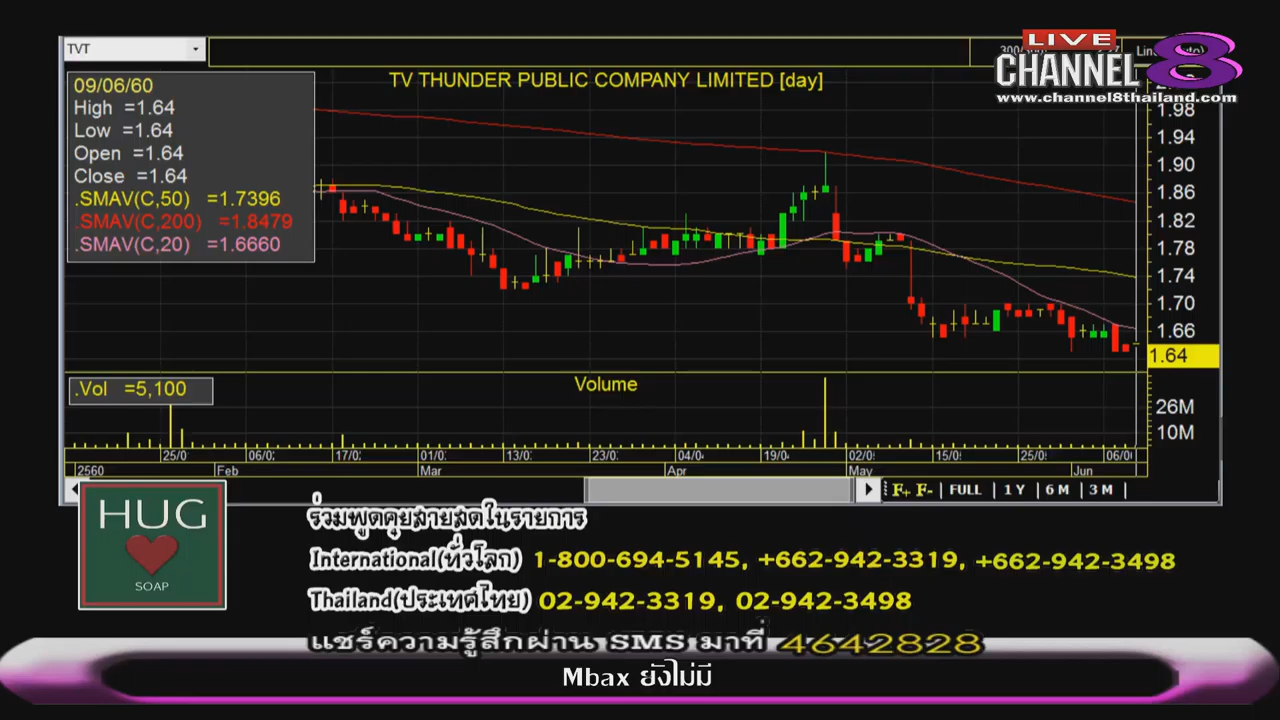 TVT
LIVE
CHANNEL 8
www.channel8thailand.com
TV THUNDER PUBLIC COMPANY LIMITED [day]
09/06/60
High =1.64
Low =1.64
Open =1.64
Close =1.64
.SMAV(C,50) =1.7396
.SMAV(C,200) =1.8479
.SMAV(C,20) =1.6660
1.98
1.94
1.90
1.86
1.82
1.78
1.74
1.70
1.66
1.64
.Vol =5,100
Volume
26M
10M
25/0 06/0 17/0 01/0 13/0 23/0 04/0 19/0 02/0 15/0 25/0 06/0
2560 Feb Mar Apr May Jun
F+ F- FULL 1 Y 6 M 3 M
HUG
SOAP
ร่วมพูดคุยสายสดในรายการ
International(ทั่วโลก) 1-800-694-5145, +662-942-3319, +662-942-3498
Thailand(ประเทศไทย) 02-942-3319, 02-942-3498
แชร์ความรู้สึกผ่าน SMS มาที่ 4642828
Mbax ยังไม่มี